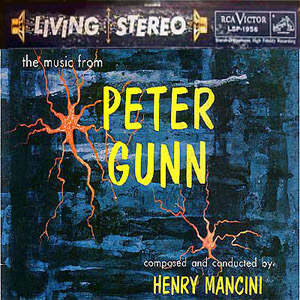 LIVING STEREO
RCA VICTOR
LSP-1956
the music from
PETER
GUNN
composed and conducted by
HENRY MANCINI